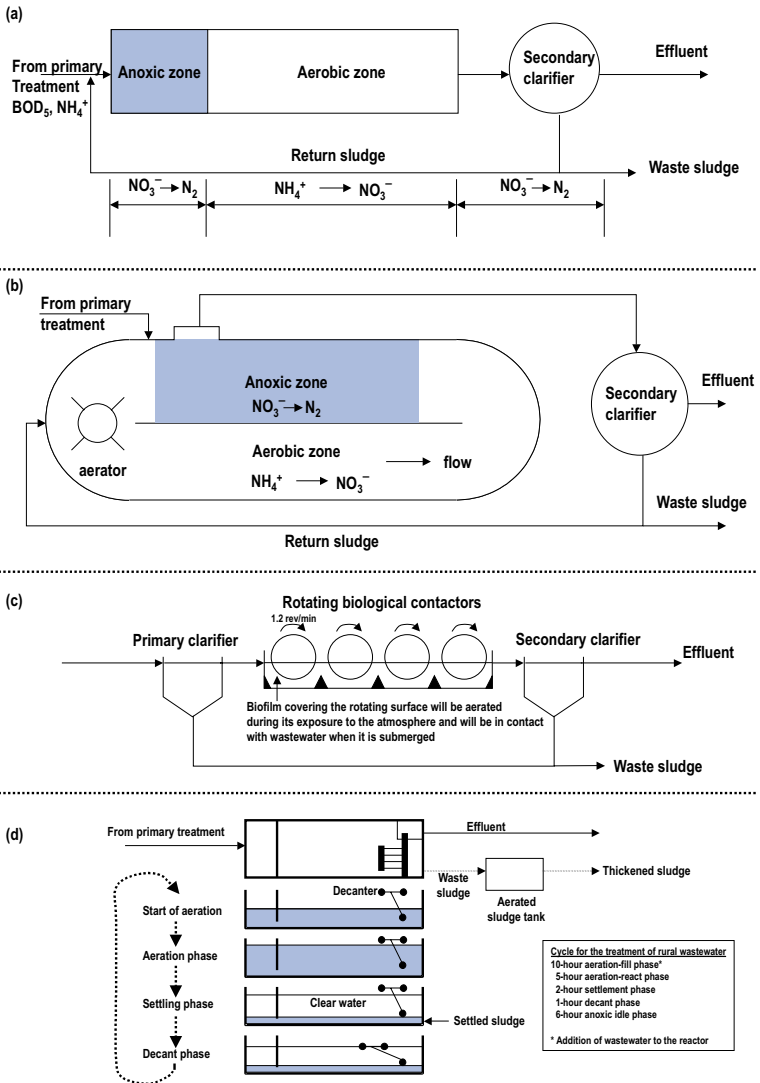 (a)
From primary
Treatment
BOD₅, NH₄⁺
Anoxic zone
Aerobic zone
Secondary
clarifier
Effluent
Return sludge
Waste sludge
NO₃⁻ → N₂
NH₄⁺ → NO₃⁻
NO₃⁻ → N₂
(b)
From primary
treatment
Anoxic zone
NO₃⁻ → N₂
aerator
Aerobic zone
NH₄⁺ → NO₃⁻
flow
Secondary
clarifier
Effluent
Waste sludge
Return sludge
(c)
Rotating biological contactors
1.2 rev/min
Primary clarifier
Secondary clarifier
Effluent
Biofilm covering the rotating surface will be aerated
during its exposure to the atmosphere and will be in contact
with wastewater when it is submerged
Waste sludge
(d)
From primary treatment
Effluent
Waste
sludge
Aerated
sludge tank
Thickened sludge
Decanter
Start of aeration
Aeration phase
Settling phase
Clear water
Settled sludge
Decant phase
Cycle for the treatment of rural wastewater
10-hour aeration-fill phase*
5-hour aeration-react phase
2-hour settlement phase
1-hour decant phase
6-hour anoxic idle phase
* Addition of wastewater to the reactor